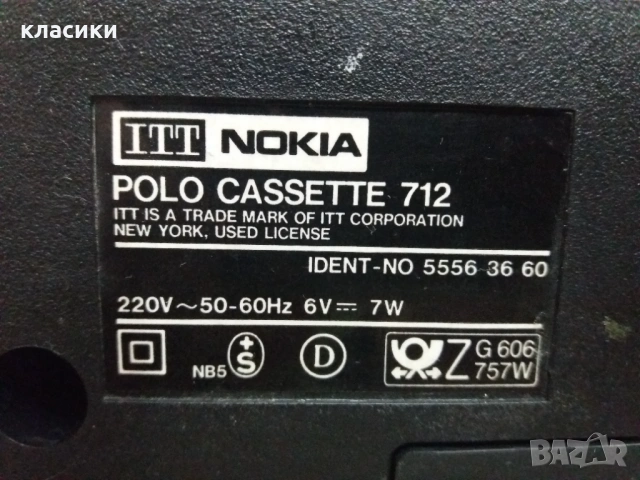 класики
ITT NOKIA
POLO CASSETTE 712
ITT IS A TRADE MARK OF ITT CORPORATION
NEW YORK, USED LICENSE
IDENT-NO 5556 36 60
220V~50-60Hz 6V⎓ 7W
NB5 +S D Z G 606
757W
BAZAR